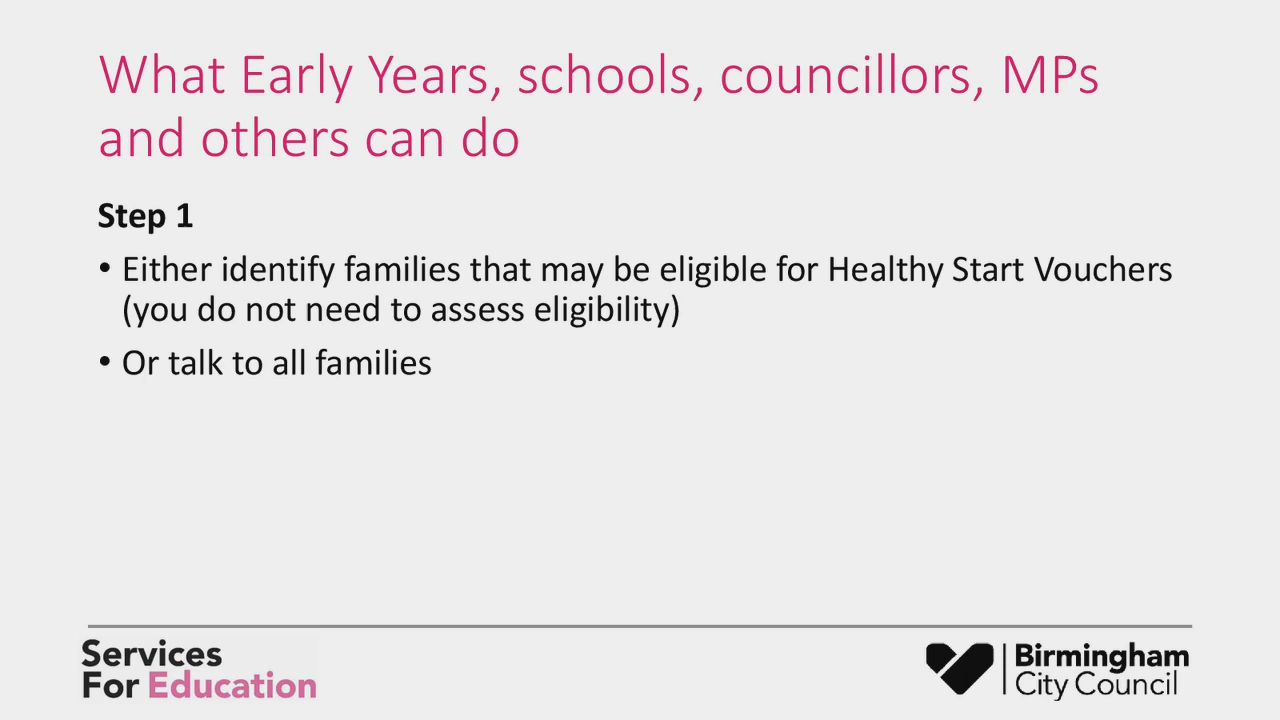 What Early Years, schools, councillors, MPs
and others can do
Step 1
• Either identify families that may be eligible for Healthy Start Vouchers
(you do not need to assess eligibility)
• Or talk to all families
Services
For Education
Birmingham
City Council